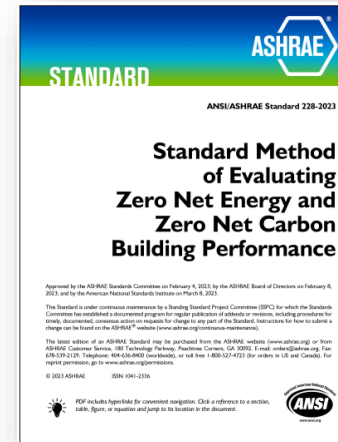 ASHRAE®
STANDARD
ANSI/ASHRAE Standard 228-2023
Standard Method
of Evaluating
Zero Net Energy and
Zero Net Carbon
Building Performance
Approved by the ASHRAE Standards Committee on February 4, 2023; by the ASHRAE Board of Directors on February 8,
2023; and by the American National Standards Institute on March 8, 2023.
This Standard is under continuous maintenance by a Standing Standard Project Committee (SSPC) for which the Standards
Committee has established a documented program for regular publication of addenda or revisions, including procedures for
timely, documented, consensus action on requests for change to any part of the Standard. Instructions for how to submit a
change can be found on the ASHRAE® website (www.ashrae.org/continuous-maintenance).
The latest edition of an ASHRAE Standard may be purchased from the ASHRAE website (www.ashrae.org) or from
ASHRAE Customer Service, 180 Technology Parkway, Peachtree Corners, GA 30092. E-mail: orders@ashrae.org. Fax:
678-539-2129. Telephone: 404-636-8400 (worldwide), or toll free 1-800-527-4723 (for orders in US and Canada). For
reprint permission, go to www.ashrae.org/permissions.
© 2023 ASHRAE ISSN 1041-2336
PDF includes hyperlinks for convenient navigation. Click a reference to a section,
table, figure, or equation and jump to its location in the document.
American National Standard
ANSI
www.ansi.org